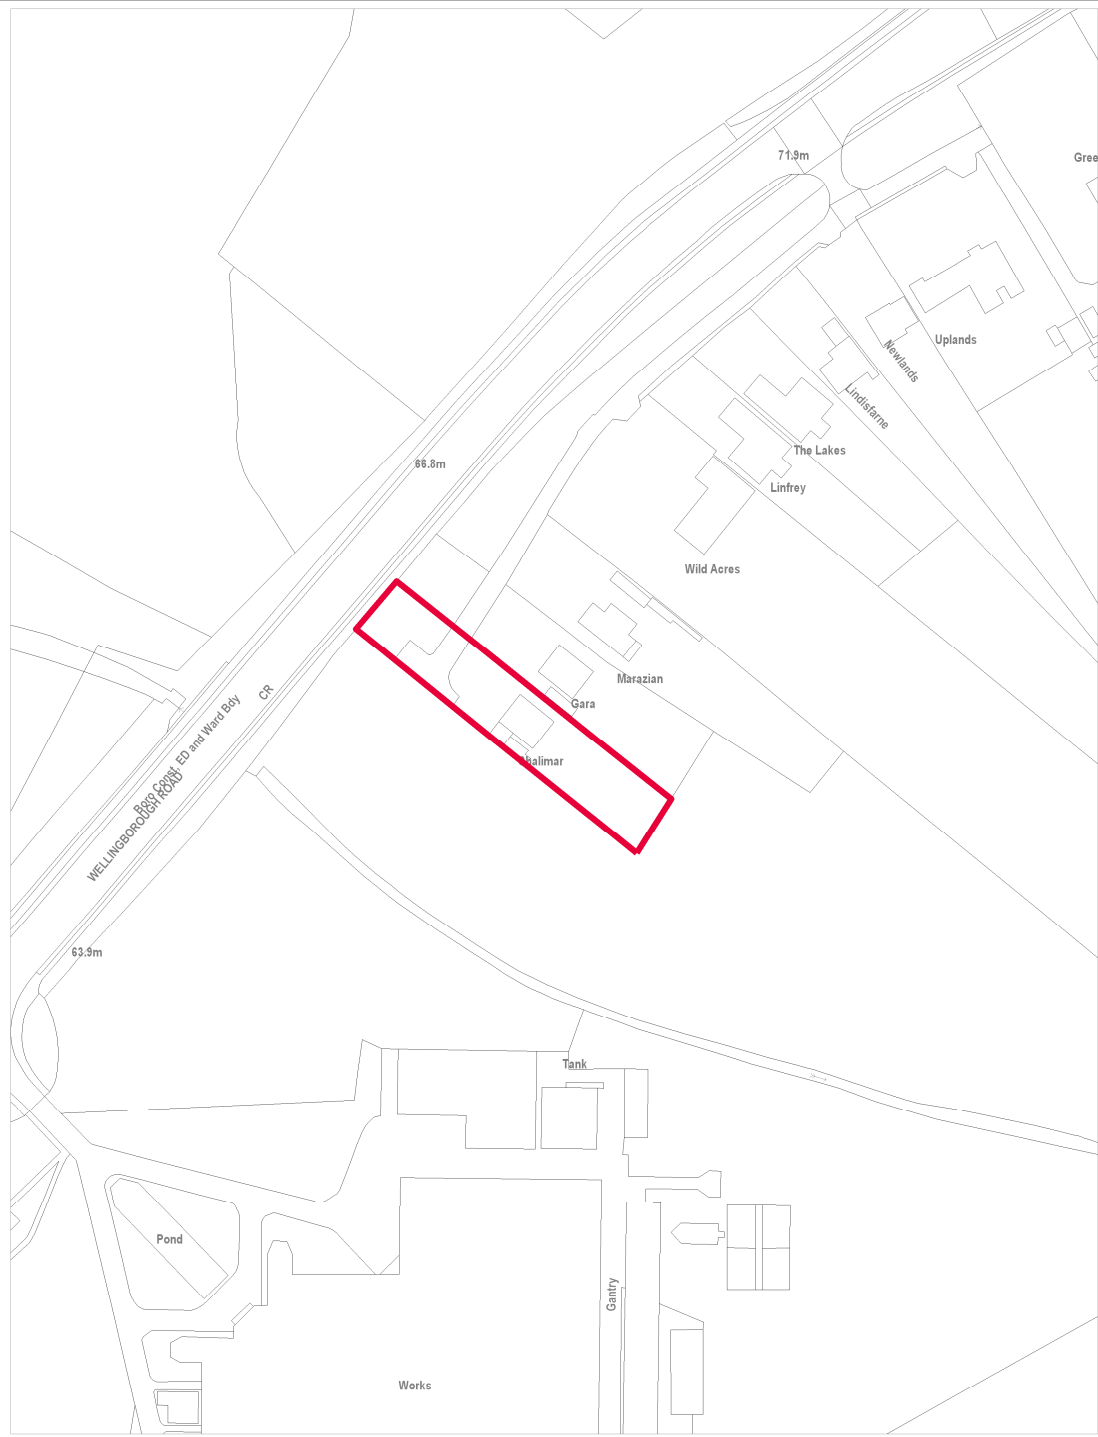 71.9m
Gree
Uplands
Newlands
Lindisfarne
The Lakes
66.8m
Linfrey
Wild Acres
Marazian
CR
Gara
Boro Const, ED and Ward Bdy
Shalimar
WELLINGBOROUGH ROAD
63.9m
Tank
Pond
Gantry
Works